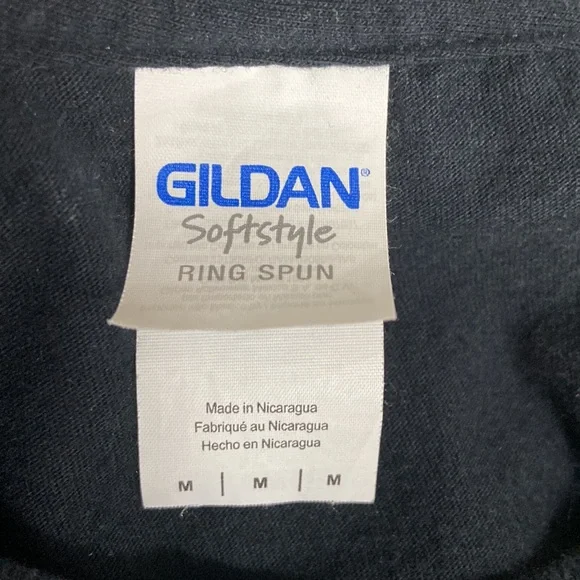 GILDAN®
Softstyle
RING SPUN
Made in Nicaragua
Fabriqué au Nicaragua
Hecho en Nicaragua
M | M | M